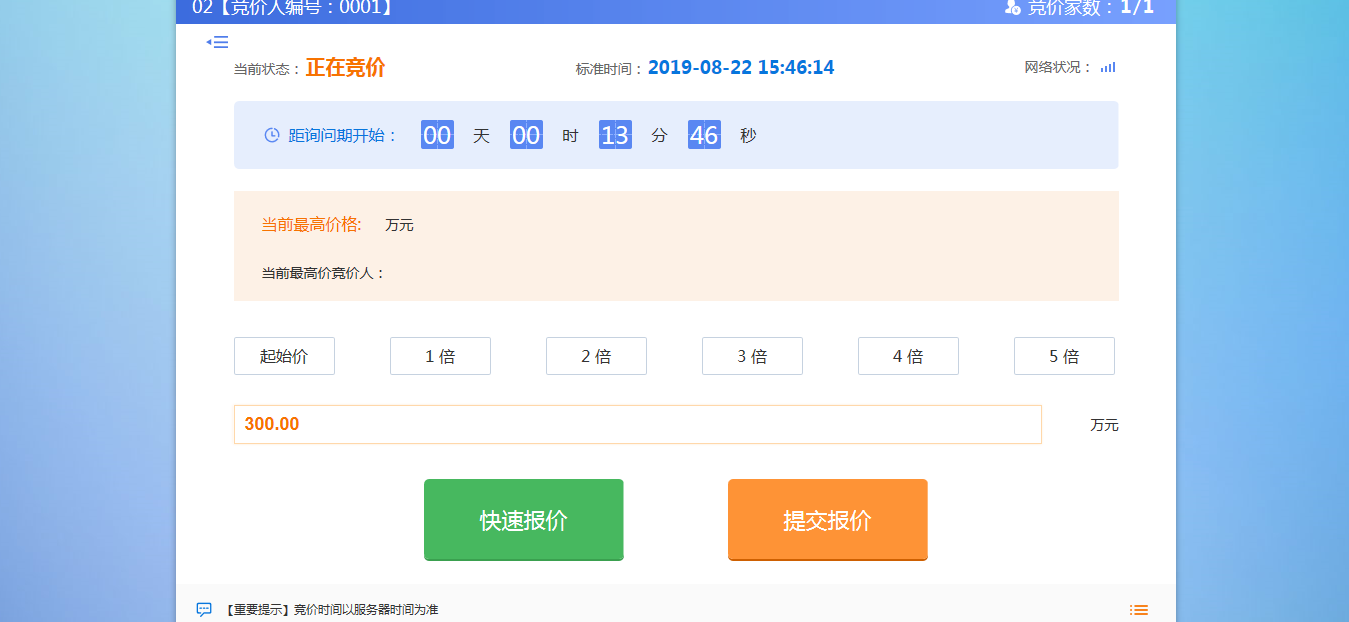 02【竞价人编号：0001】 竞价家数：1/1
当前状态： 正在竞价 标准时间： 2019-08-22 15:46:14 网络状况：
距询问期开始： 00 天 00 时 13 分 46 秒
当前最高价格: 万元
当前最高价竞价人：
起始价 1 倍 2 倍 3 倍 4 倍 5 倍
300.00 万元
快速报价 提交报价
【重要提示】竞价时间以服务器时间为准